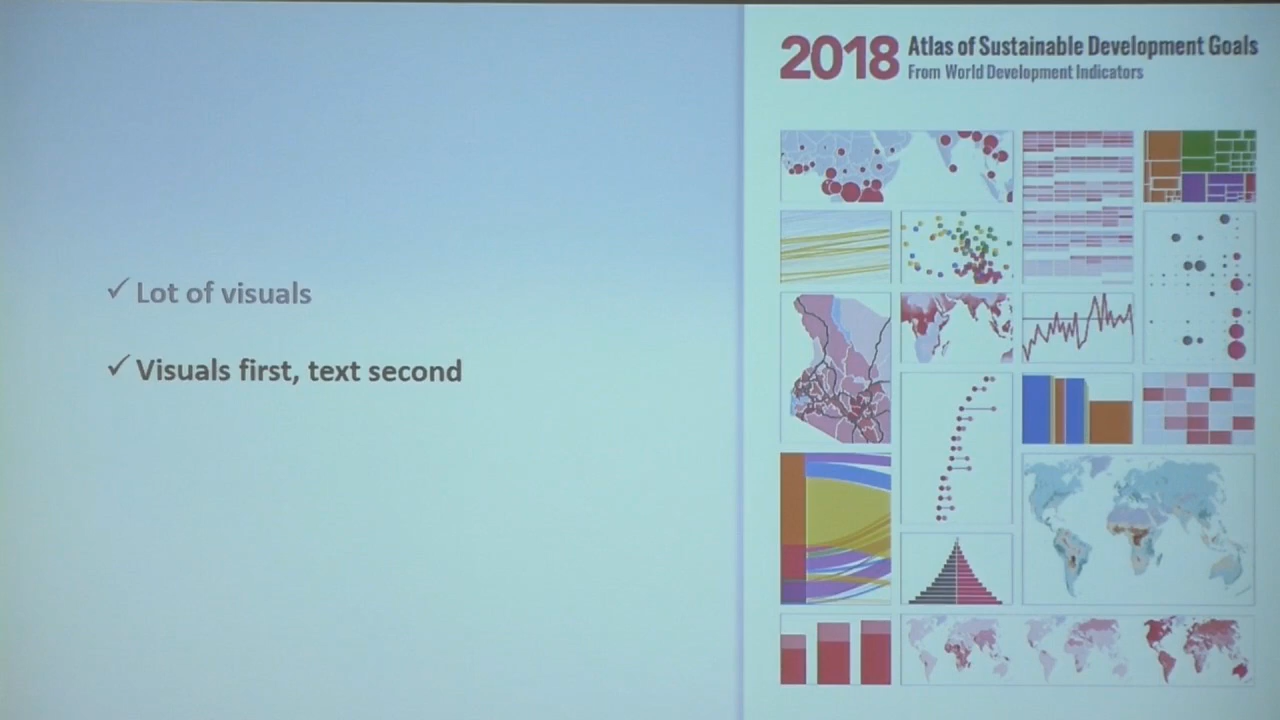 ✓ Lot of visuals
✓ Visuals first, text second
2018 Atlas of Sustainable Development Goals
From World Development Indicators